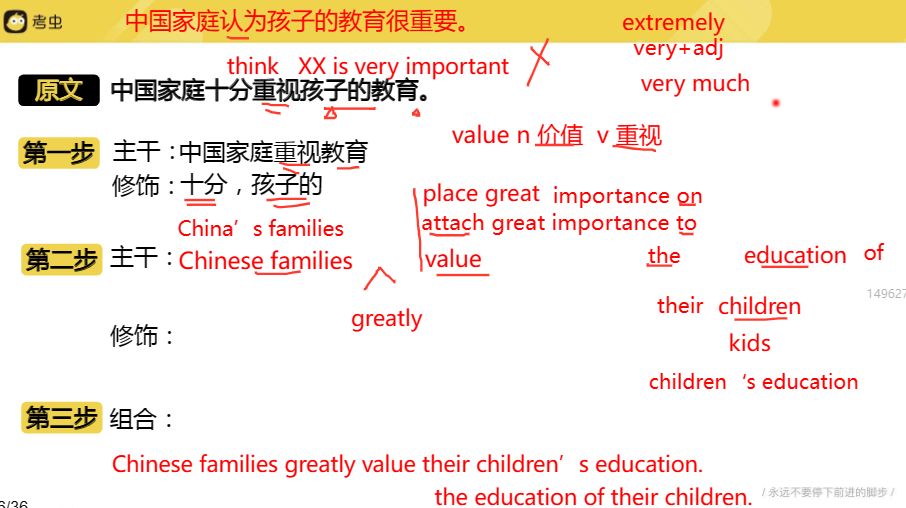 考虫
中国家庭认为孩子的教育很重要。
extremely
very+adj
think XX is very important
very much
原文 中国家庭十分重视孩子的教育。
value n 价值 v 重视
第一步 主干：中国家庭重视教育
修饰：十分，孩子的
place great importance on
attach great importance to
China's families
第二步 主干：Chinese families value the education of
149627
their children
greatly
修饰：
kids
children 's education
第三步 组合：
Chinese families greatly value their children's education.
the education of their children.
/ 永远不要停下前进的脚步 /
6/36